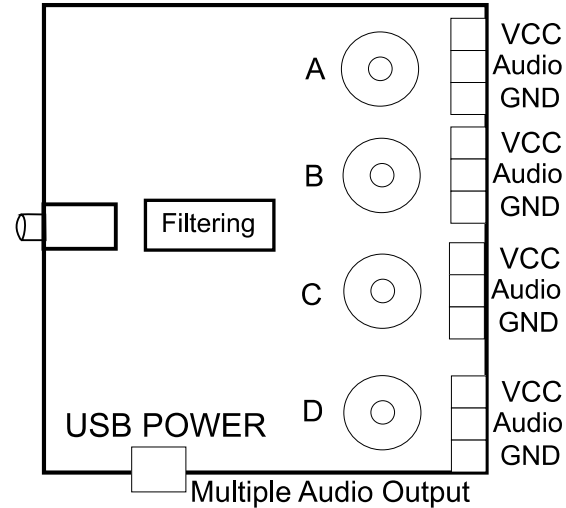 VCC
A
Audio
GND
VCC
B
Audio
GND
Filtering
VCC
C
Audio
GND
VCC
D
Audio
USB POWER
GND
Multiple Audio Output